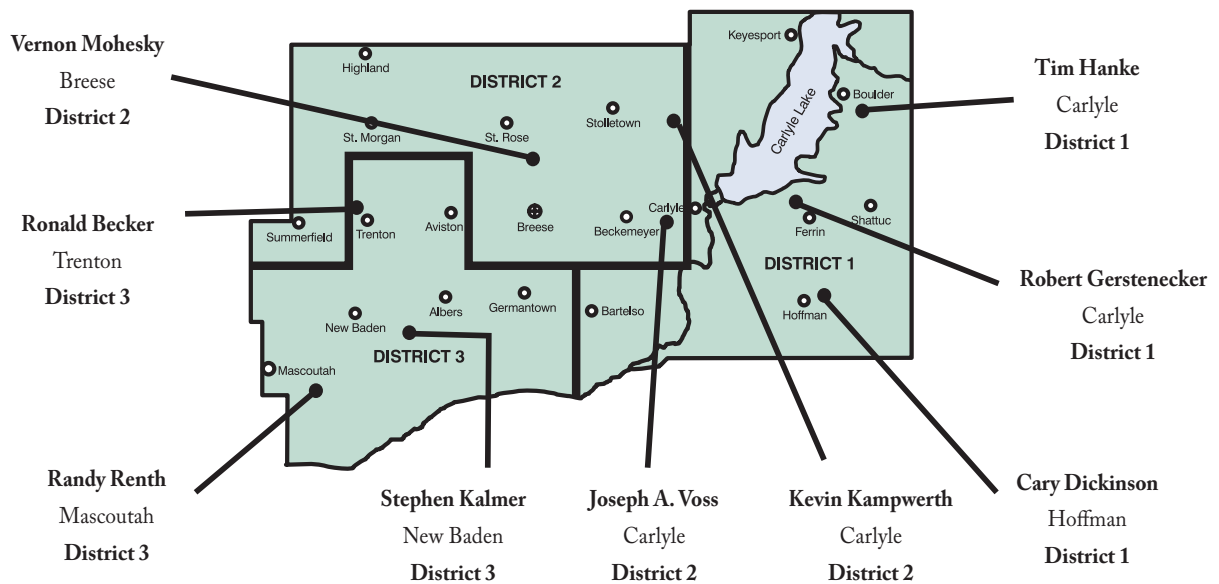 Vernon Mohesky
Breese
District 2
Ronald Becker
Trenton
District 3
Randy Renth
Mascoutah
District 3
Stephen Kalmer
New Baden
District 3
Joseph A. Voss
Carlyle
District 2
Kevin Kampwerth
Carlyle
District 2
Cary Dickinson
Hoffman
District 1
Robert Gerstenecker
Carlyle
District 1
Tim Hanke
Carlyle
District 1
Highland
DISTRICT 2
St. Morgan
St. Rose
Stolletown
Summerfield
Trenton
Aviston
Breese
Beckemeyer
Keyesport
Boulder
Carlyle Lake
Carlyle
Ferrin
Shattuc
DISTRICT 1
Hoffman
New Baden
Albers
Germantown
Bartelso
DISTRICT 3
Mascoutah